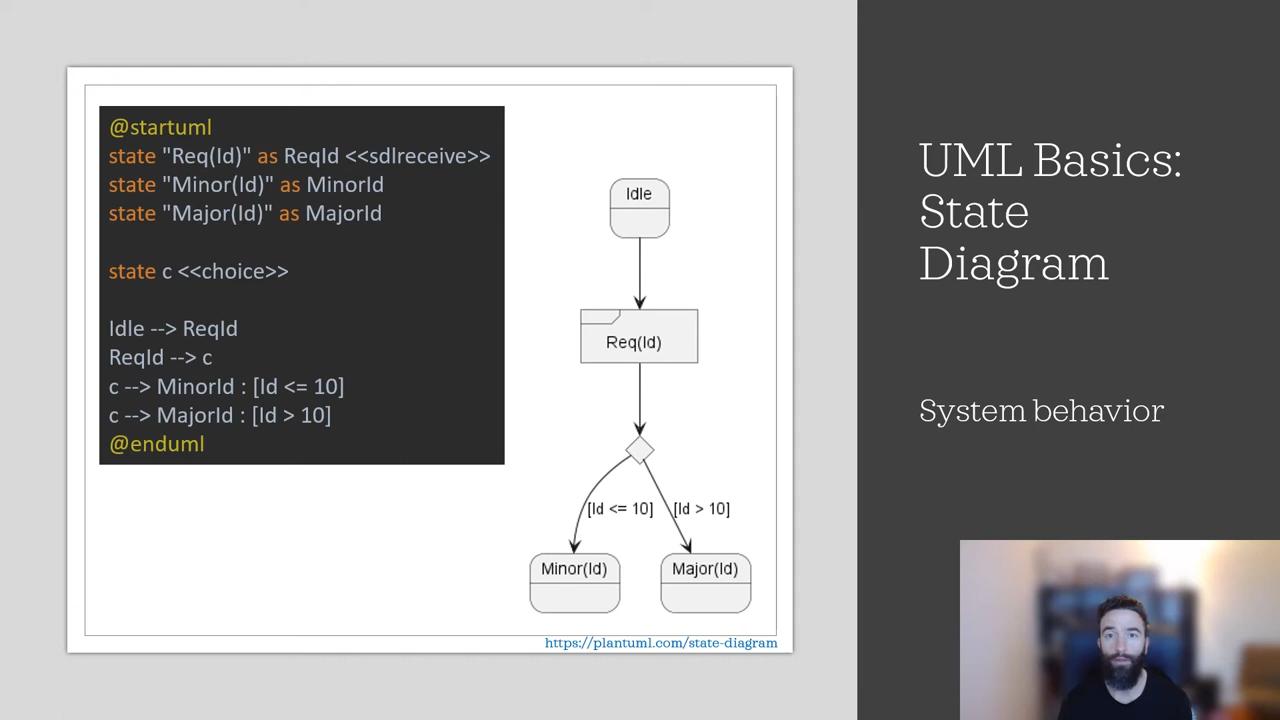 @startuml
state "Req(Id)" as ReqId <<sdlreceive>>
state "Minor(Id)" as MinorId
state "Major(Id)" as MajorId
state c <<choice>>
Idle --> ReqId
ReqId --> c
c --> MinorId : [Id <= 10]
c --> MajorId : [Id > 10]
@enduml
Idle
Req(Id)
[Id <= 10] [Id > 10]
Minor(Id) Major(Id)
https://plantuml.com/state-diagram
UML Basics:
State
Diagram
System behavior